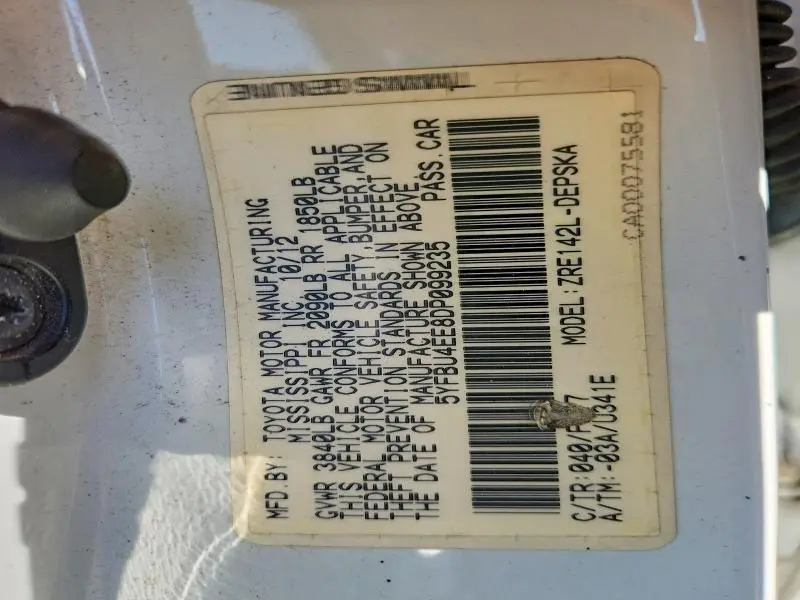 MFD.BY: TOYOTA MOTOR MANUFACTURING
MISSISSIPPI INC. 10/12
GVWR 3840LB GAWR FR 2090LB RR 1850LB
THIS VEHICLE CONFORMS TO ALL APPLICABLE
FEDERAL MOTOR VEHICLE SAFETY,BUMPER,AND
THEFT PREVENTION STANDARDS IN EFFECT ON
THE DATE OF MANUFACTURE SHOWN ABOVE.
5YFBU4EE8DP099235 PASS.CAR
C/TR:040/ MODEL:ZRE142L-DEPSKA
A/TM:-03A/U341E
CA00075581